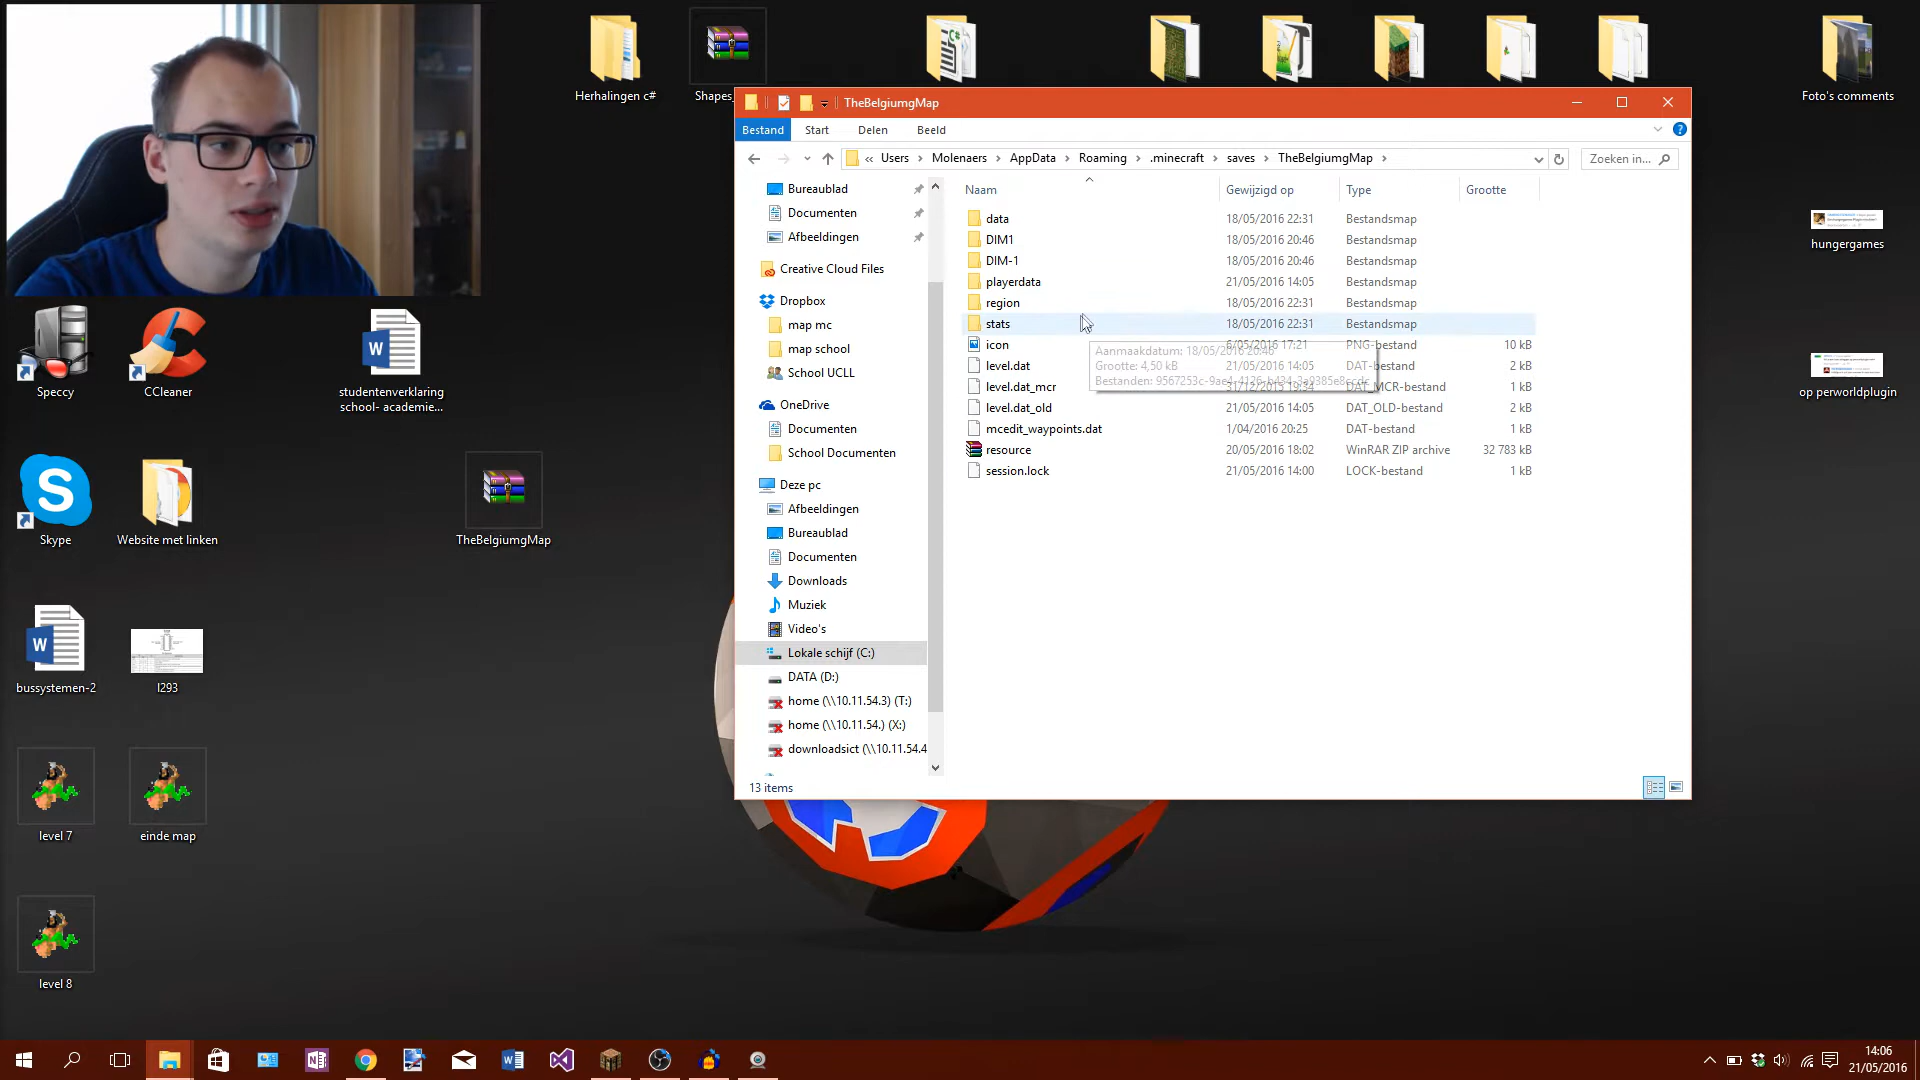 Herhalingen c#
Shapes_
Foto's comments
TheBelgiumgMap
Bestand Start Delen Beeld
« Users > Molenaers > AppData > Roaming > .minecraft > saves > TheBelgiumgMap >
Zoeken in...
Naam Gewijzigd op Type Grootte
Bureaublad
Documenten
Afbeeldingen
Creative Cloud Files
Dropbox
map mc
map school
School UCLL
OneDrive
Documenten
School Documenten
Deze pc
Afbeeldingen
Bureaublad
Documenten
Downloads
Muziek
Video's
Lokale schijf (C:)
DATA (D:)
home (\\10.11.54.3) (T:)
home (\\10.11.54.) (X:)
downloadsict (\\10.11.54.4
data 18/05/2016 22:31 Bestandsmap
DIM1 18/05/2016 20:46 Bestandsmap
DIM-1 18/05/2016 20:46 Bestandsmap
playerdata 21/05/2016 14:05 Bestandsmap
region 18/05/2016 22:31 Bestandsmap
stats 18/05/2016 22:31 Bestandsmap
icon 6/05/2016 17:21 PNG-bestand 10 kB
level.dat 21/05/2016 14:05 DAT-bestand 2 kB
level.dat_mcr 31/12/2015 19:34 DAT_MCR-bestand 1 kB
level.dat_old 21/05/2016 14:05 DAT_OLD-bestand 2 kB
mcedit_waypoints.dat 1/04/2016 20:25 DAT-bestand 1 kB
resource 20/05/2016 18:02 WinRAR ZIP archive 32 783 kB
session.lock 21/05/2016 14:00 LOCK-bestand 1 kB
Aanmaakdatum: 18/05/2016 20:46
Grootte: 4,50 kB
Bestanden:
13 items
hungergames
op perworldplugin
Speccy
CCleaner
studentenverklaring
school- academie...
Skype
Website met linken
TheBelgiumgMap
bussystemen-2
l293
level 7
einde map
level 8
14:06
21/05/2016